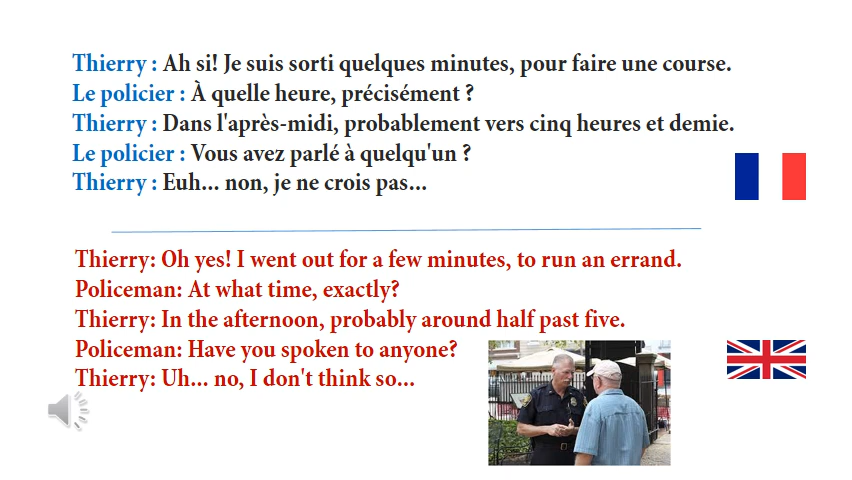 Thierry : Ah si! Je suis sorti quelques minutes, pour faire une course.
Le policier : À quelle heure, précisément ?
Thierry : Dans l'après-midi, probablement vers cinq heures et demie.
Le policier : Vous avez parlé à quelqu'un ?
Thierry : Euh... non, je ne crois pas...
Thierry: Oh yes! I went out for a few minutes, to run an errand.
Policeman: At what time, exactly?
Thierry: In the afternoon, probably around half past five.
Policeman: Have you spoken to anyone?
Thierry: Uh... no, I don't think so...